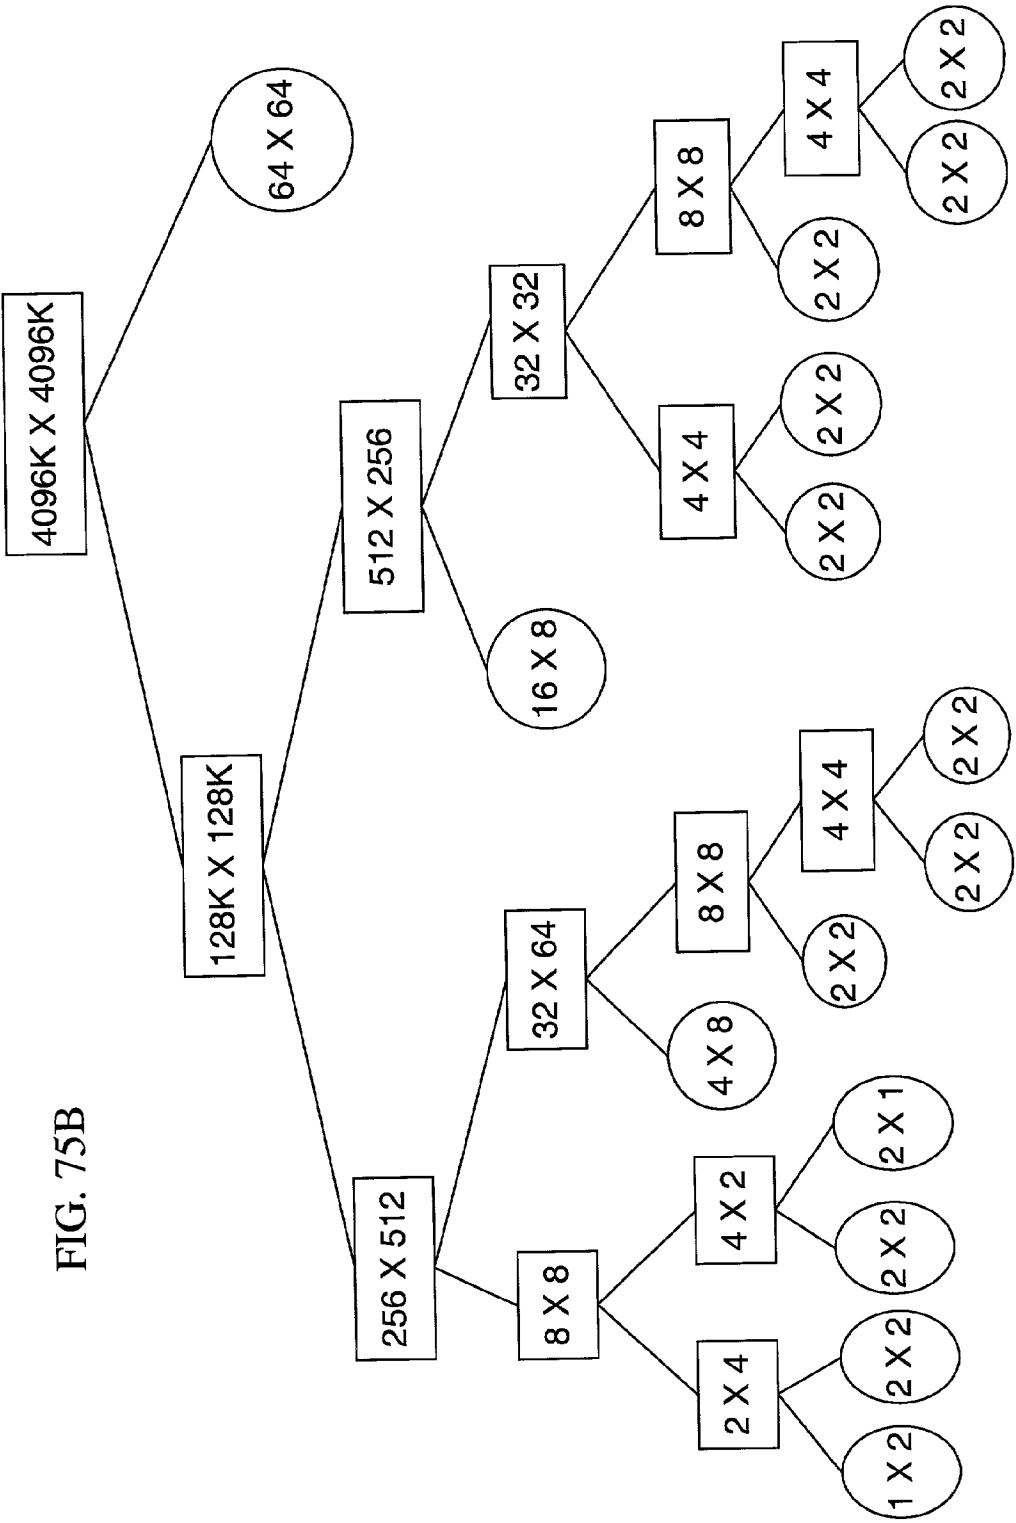 FIG. 75B
4096K X 4096K
128K X 128K
64 X 64
256 X 512
512 X 256
8 X 8
32 X 64
16 X 8
32 X 32
2 X 4
4 X 2
4 X 8
8 X 8
4 X 4
8 X 8
1 X 2
2 X 2
2 X 2
2 X 1
2 X 2
4 X 4
2 X 2
2 X 2
2 X 2
4 X 4
2 X 2
2 X 2
2 X 2
2 X 2